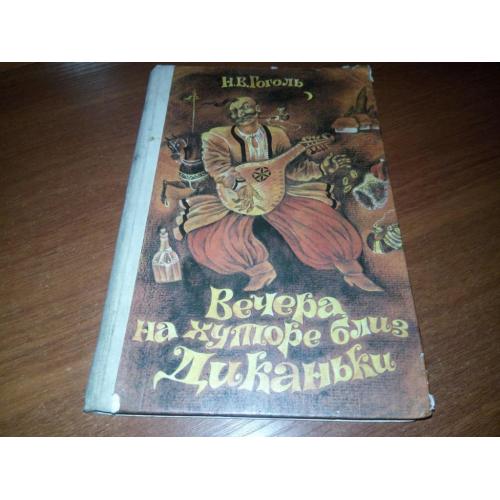 Н.В.Гоголь
Вечера
на хуторе близ
Диканьки